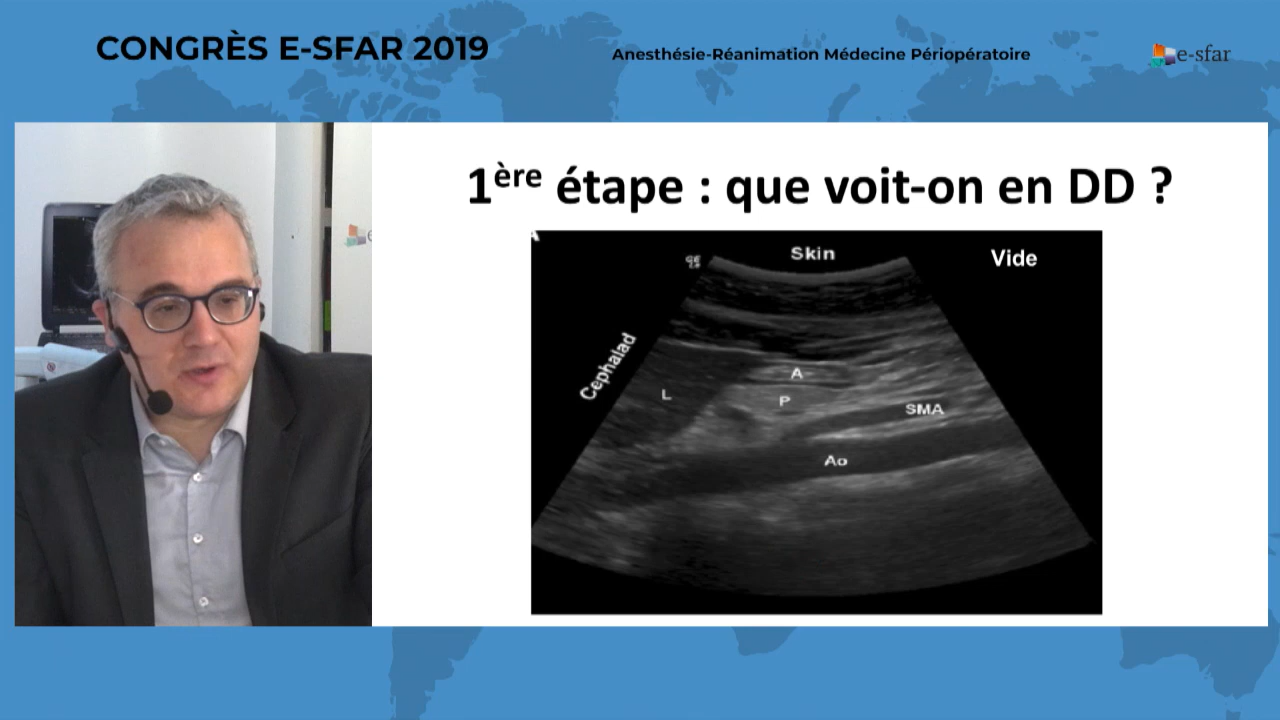 CONGRÈS E-SFAR 2019
Anesthésie-Réanimation Médecine Périopératoire
e-sfar
1ère étape : que voit-on en DD ?
A
GE
Skin
Vide
Cephalad
A
L
P
SMA
Ao